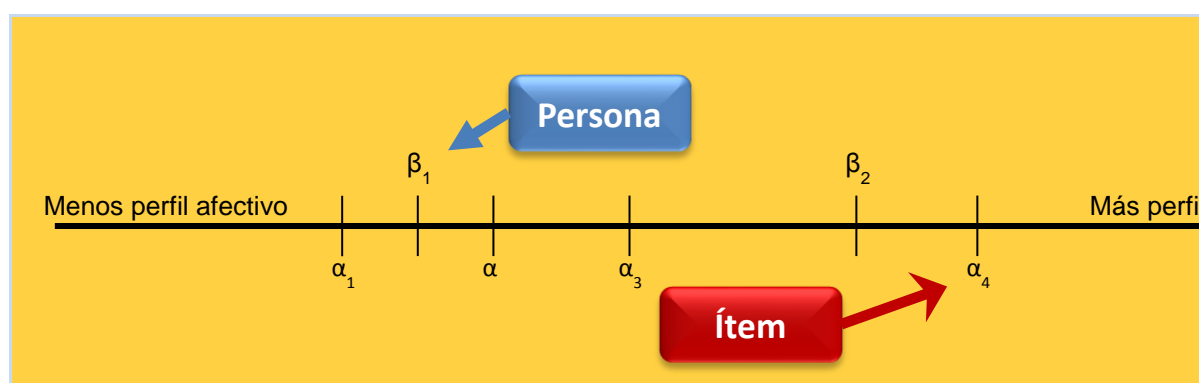 Persona
β₁
β₂
Menos perfil afectivo
Más perfi
α₁
α
α₃
α₄
Ítem